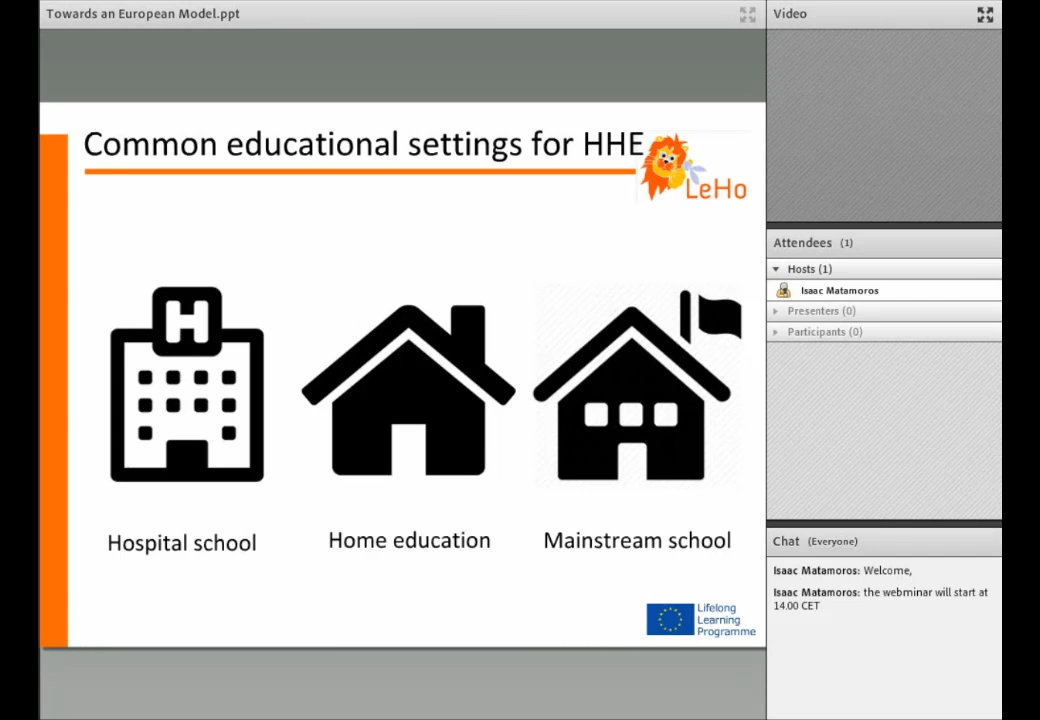 Towards an European Model.ppt
Common educational settings for HHE
LeHo
H
Hospital school
Home education
Mainstream school
Lifelong
Learning
Programme
Video
Attendees (1)
Hosts (1)
Isaac Matamoros
Presenters (0)
Participants (0)
Chat (Everyone)
Isaac Matamoros: Welcome,
Isaac Matamoros: the webminar will start at
14.00 CET